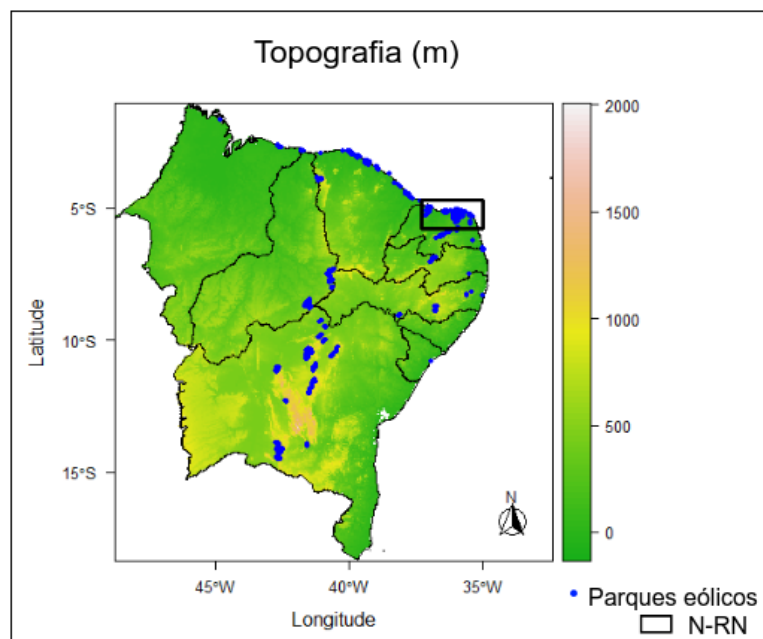 Topografia (m)
2000
1500
1000
500
0
5°S
10°S
15°S
Latitude
45°W
40°W
35°W
Longitude
N
Parques eólicos
N-RN